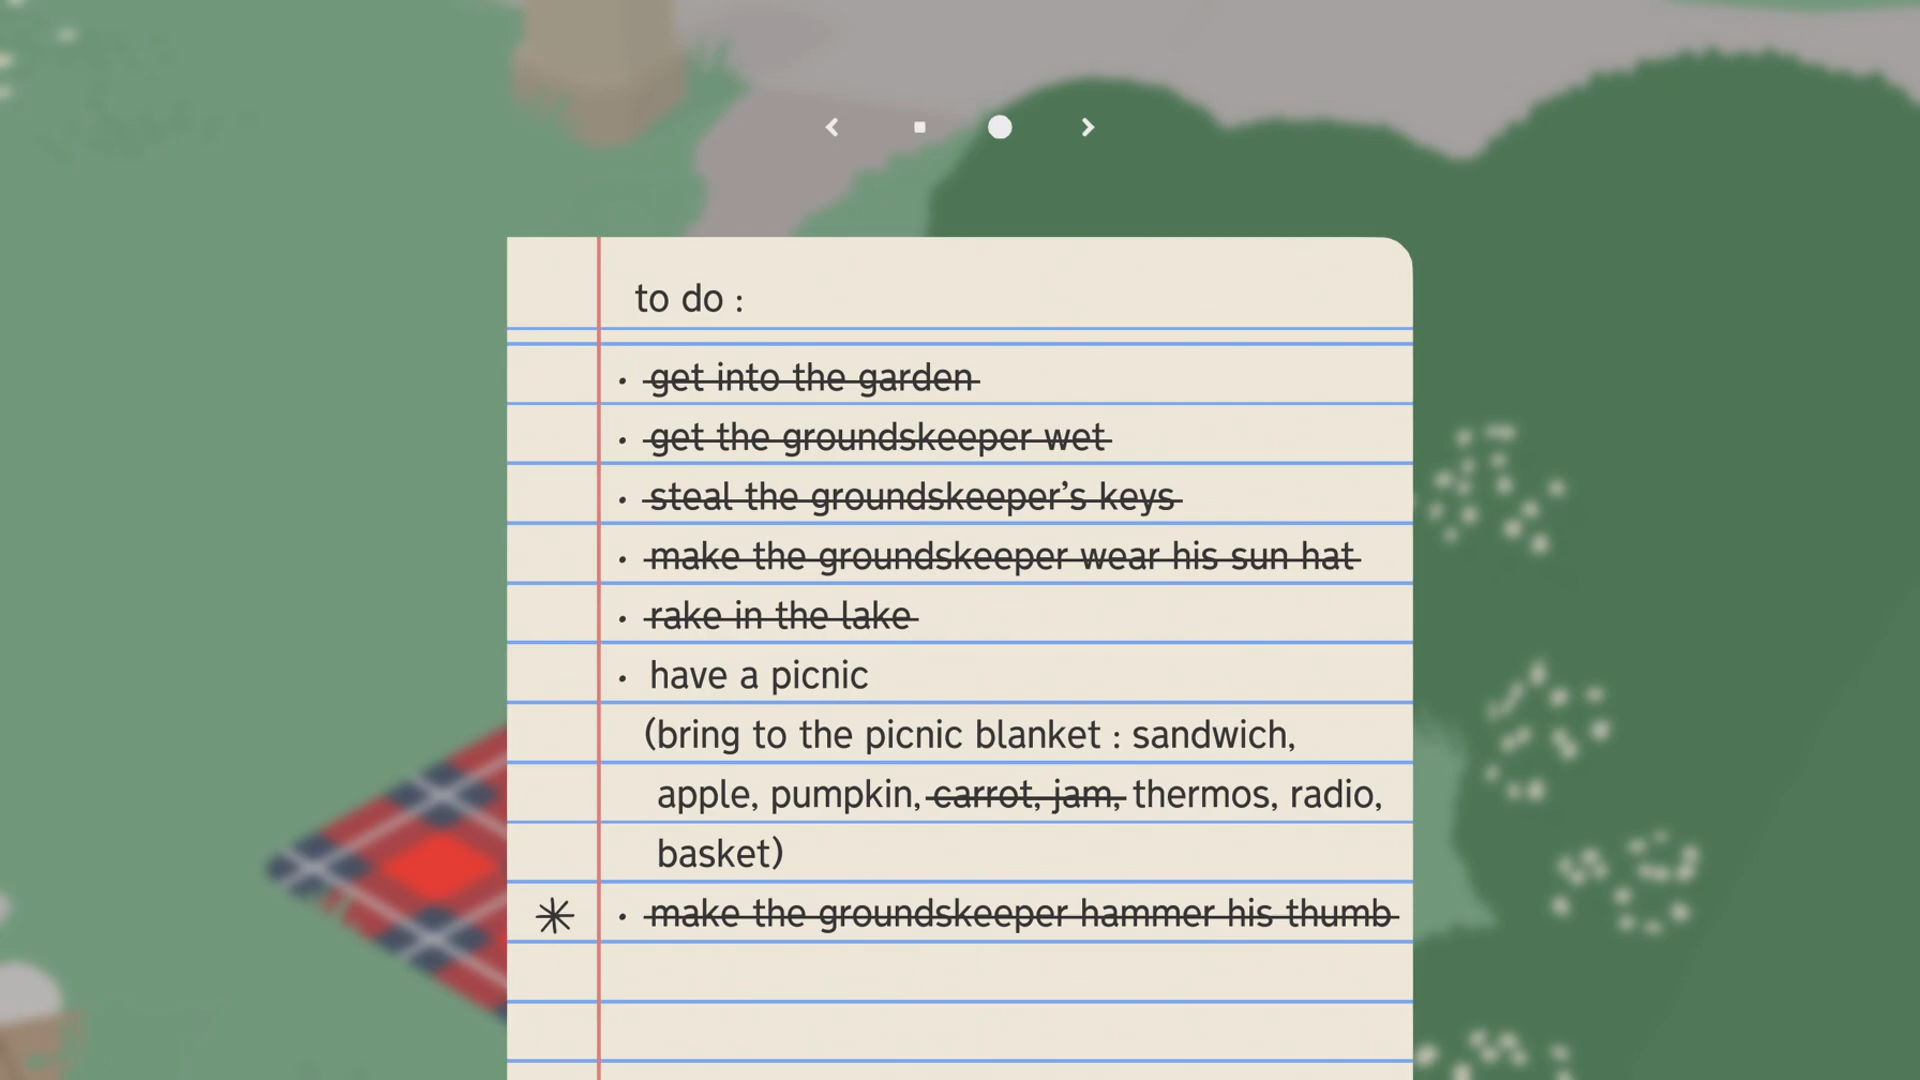 to do :
• get into the garden
• get the groundskeeper wet
• steal the groundskeeper’s keys
• make the groundskeeper wear his sun hat
• rake in the lake
• have a picnic
(bring to the picnic blanket : sandwich,
apple, pumpkin, carrot, jam, thermos, radio,
basket)
• make the groundskeeper hammer his thumb